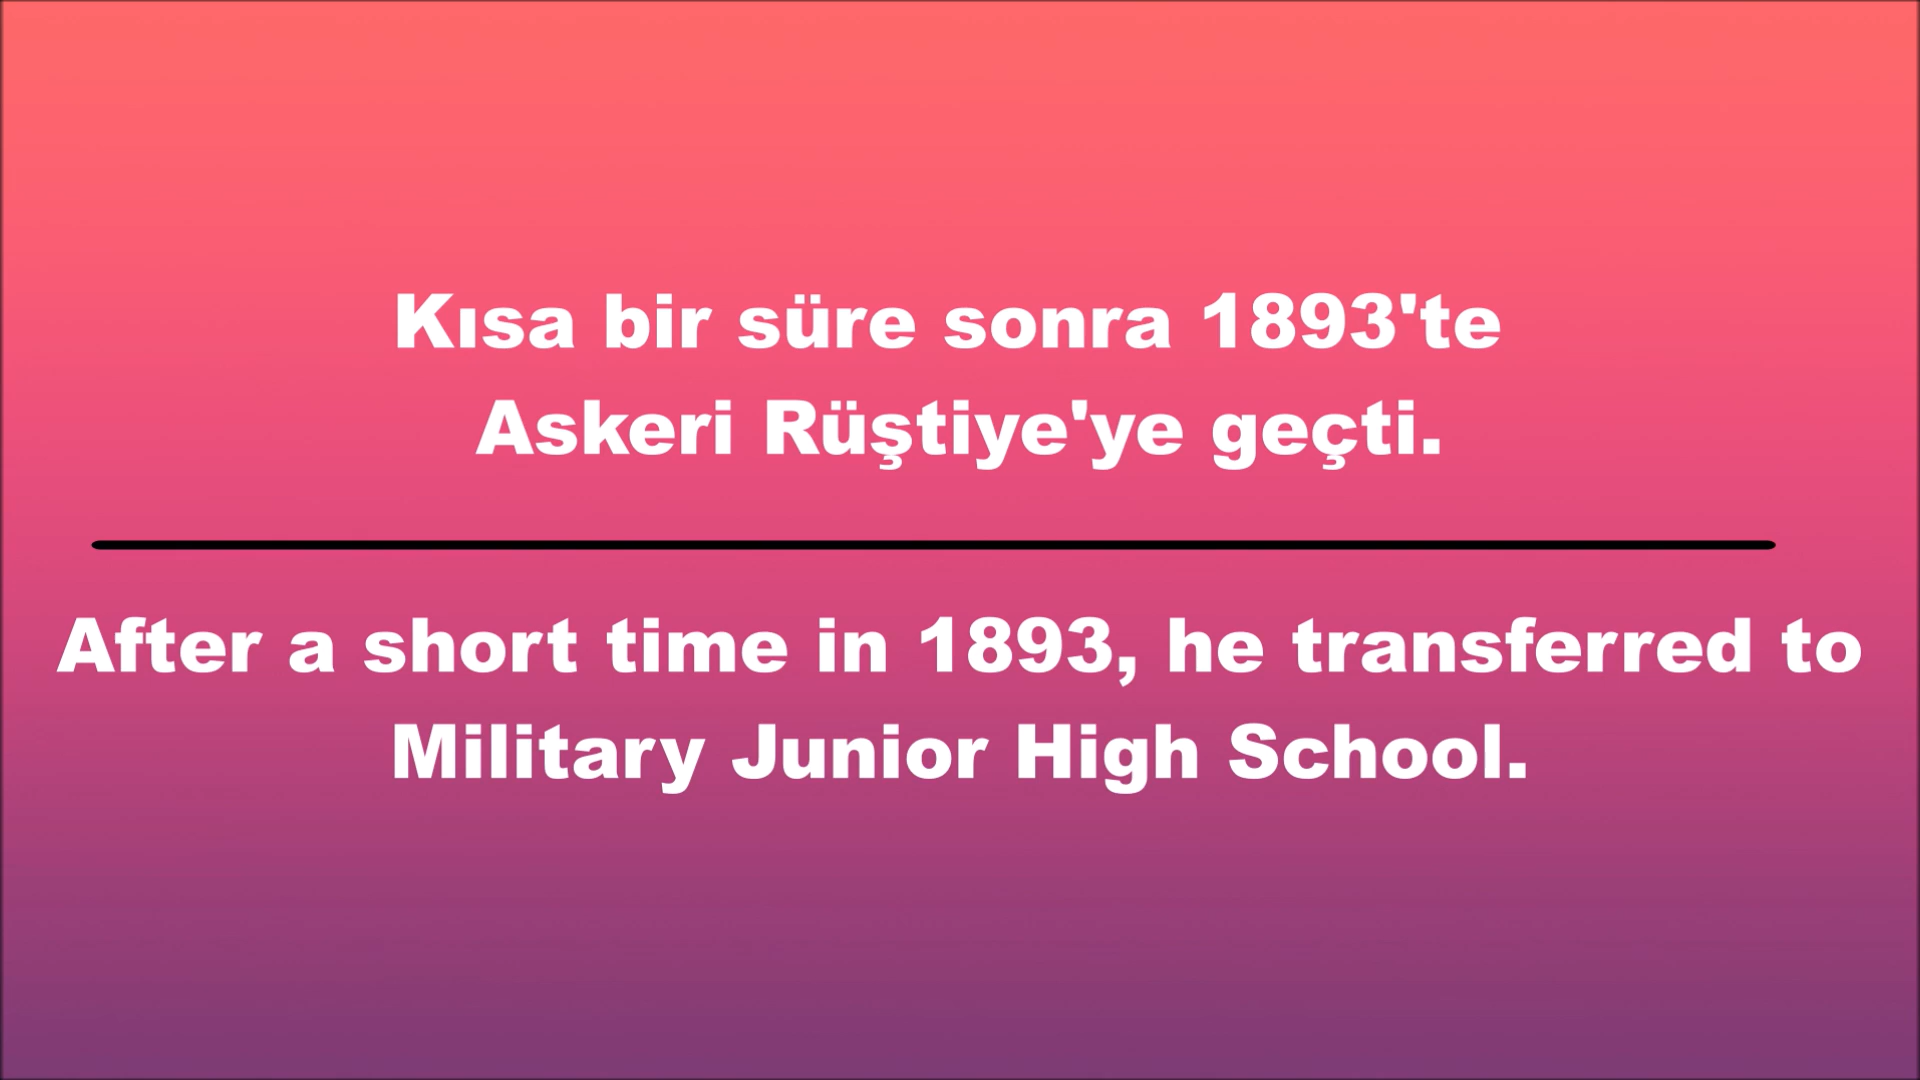 Kısa bir süre sonra 1893'te
Askeri Rüştiye'ye geçti.
After a short time in 1893, he transferred to
Military Junior High School.